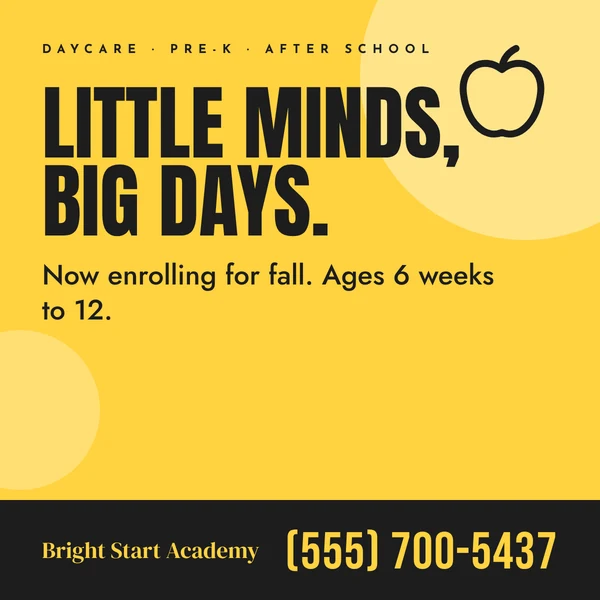 DAYCARE · PRE-K · AFTER SCHOOL
LITTLE MINDS,
BIG DAYS.
Now enrolling for fall. Ages 6 weeks
to 12.
Bright Start Academy
(555) 700-5437